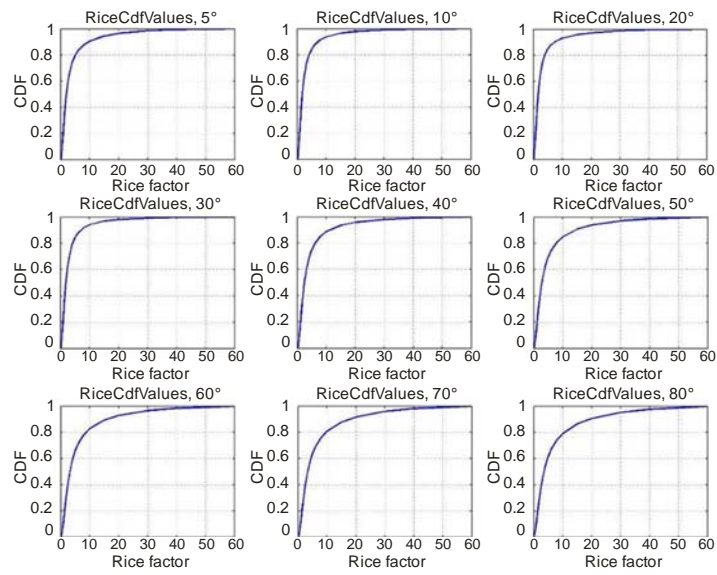 RiceCdfValues, 5°
1
0.8
0.6
0.4
0.2
0
CDF
0 10 20 30 40 50 60
Rice factor
RiceCdfValues, 10°
1
0.8
0.6
0.4
0.2
0
CDF
0 10 20 30 40 50 60
Rice factor
RiceCdfValues, 20°
1
0.8
0.6
0.4
0.2
0
CDF
0 10 20 30 40 50 60
Rice factor
RiceCdfValues, 30°
1
0.8
0.6
0.4
0.2
0
CDF
0 10 20 30 40 50 60
Rice factor
RiceCdfValues, 40°
1
0.8
0.6
0.4
0.2
0
CDF
0 10 20 30 40 50 60
Rice factor
RiceCdfValues, 50°
1
0.8
0.6
0.4
0.2
0
CDF
0 10 20 30 40 50 60
Rice factor
RiceCdfValues, 60°
1
0.8
0.6
0.4
0.2
0
CDF
0 10 20 30 40 50 60
Rice factor
RiceCdfValues, 70°
1
0.8
0.6
0.4
0.2
0
CDF
0 10 20 30 40 50 60
Rice factor
RiceCdfValues, 80°
1
0.8
0.6
0.4
0.2
0
CDF
0 10 20 30 40 50 60
Rice factor